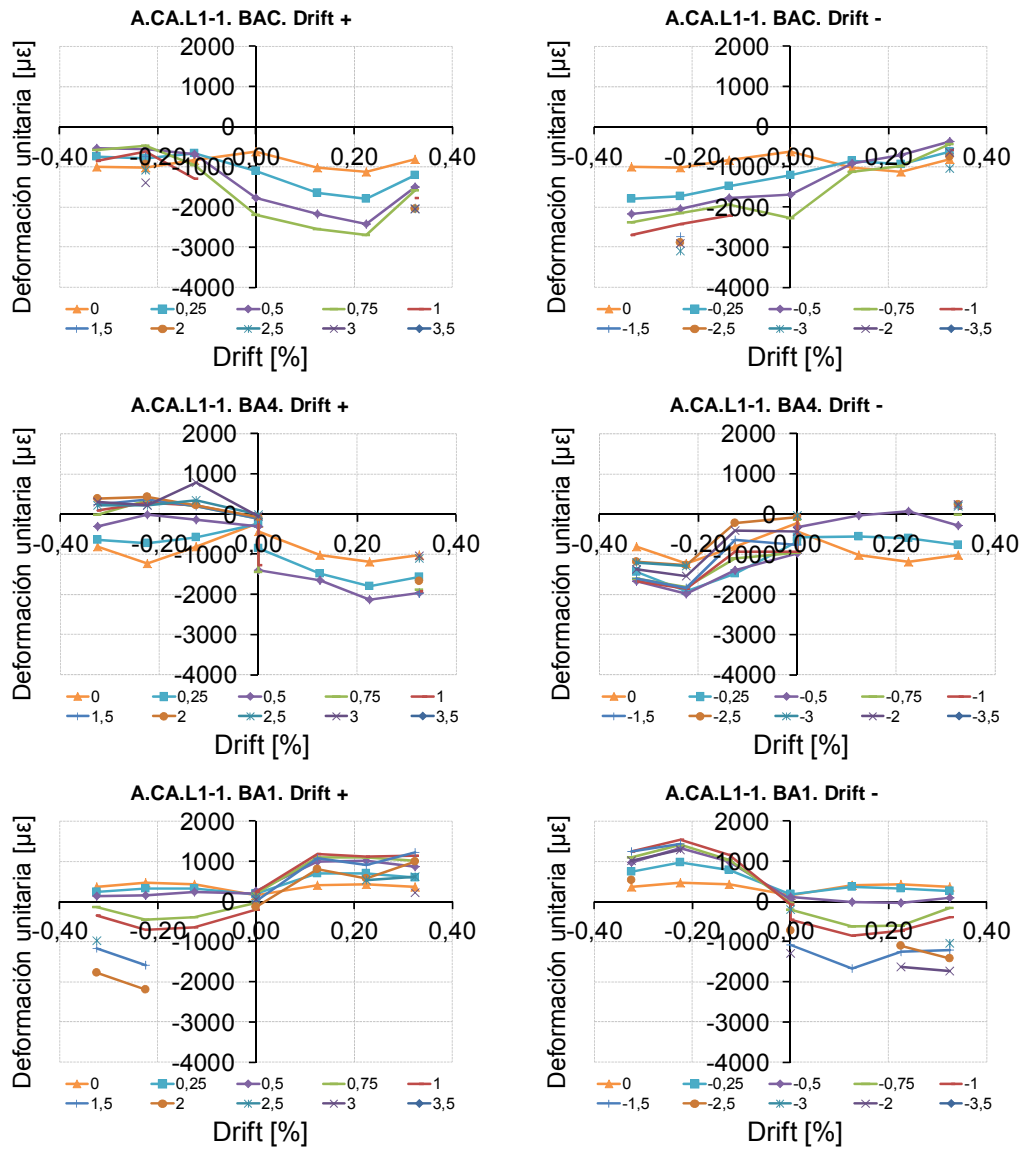 A.CA.L1-1. BAC. Drift +
Deformación unitaria [µε]
2000
1000
0
-1000
-2000
-3000
-4000
-0,40 -0,20 0,00 0,20 0,40
0 0,25 0,5 0,75 1
1,5 2 2,5 3 3,5
Drift [%]
A.CA.L1-1. BAC. Drift -
Deformación unitaria [µε]
2000
1000
0
-1000
-2000
-3000
-4000
-0,40 -0,20 0,00 0,20 0,40
0 -0,25 -0,5 -0,75 -1
-1,5 -2,5 -3 -2 -3,5
Drift [%]
A.CA.L1-1. BA4. Drift +
Deformación unitaria [µε]
2000
1000
0
-1000
-2000
-3000
-4000
-0,40 -0,20 0,00 0,20 0,40
0 0,25 0,5 0,75 1
1,5 2 2,5 3 3,5
Drift [%]
A.CA.L1-1. BA4. Drift -
Deformación unitaria [µε]
2000
1000
0
-1000
-2000
-3000
-4000
-0,40 -0,20 0,00 0,20 0,40
0 -0,25 -0,5 -0,75 -1
-1,5 -2,5 -3 -2 -3,5
Drift [%]
A.CA.L1-1. BA1. Drift +
Deformación unitaria [µε]
2000
1000
0
-1000
-2000
-3000
-4000
-0,40 -0,20 0,00 0,20 0,40
0 0,25 0,5 0,75 1
1,5 2 2,5 3 3,5
Drift [%]
A.CA.L1-1. BA1. Drift -
Deformación unitaria [µε]
2000
1000
0
-1000
-2000
-3000
-4000
-0,40 -0,20 0,00 0,20 0,40
0 -0,25 -0,5 -0,75 -1
-1,5 -2,5 -3 -2 -3,5
Drift [%]